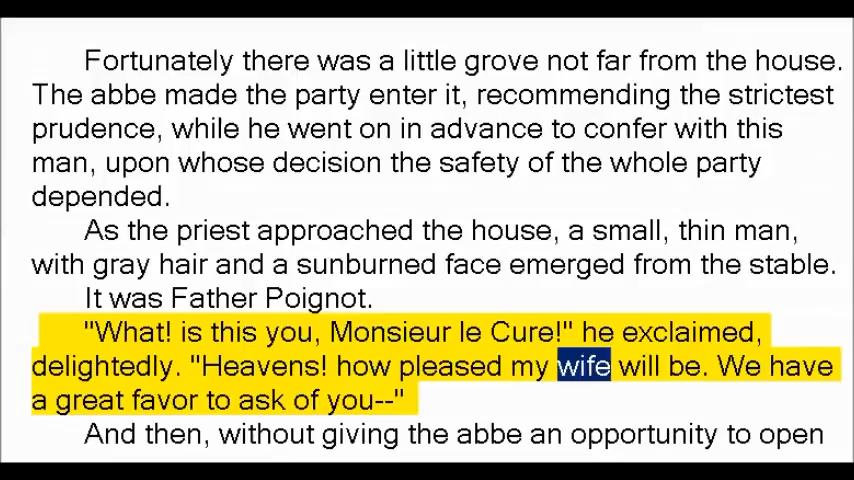 Fortunately there was a little grove not far from the house.
The abbe made the party enter it, recommending the strictest
prudence, while he went on in advance to confer with this
man, upon whose decision the safety of the whole party
depended.
As the priest approached the house, a small, thin man,
with gray hair and a sunburned face emerged from the stable.
It was Father Poignot.
"What! is this you, Monsieur le Cure!" he exclaimed,
delightedly. "Heavens! how pleased my wife will be. We have
a great favor to ask of you--"
And then, without giving the abbe an opportunity to open